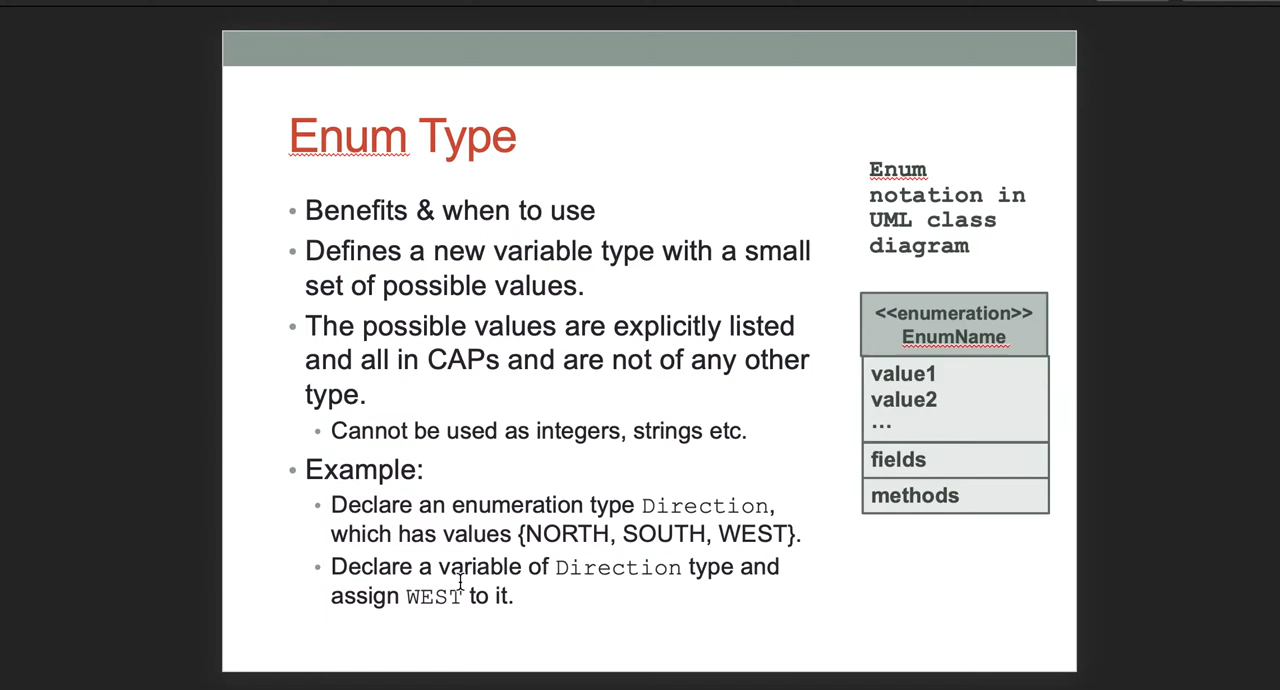 Enum Type
• Benefits & when to use
• Defines a new variable type with a small
set of possible values.
• The possible values are explicitly listed
and all in CAPs and are not of any other
type.
• Cannot be used as integers, strings etc.
• Example:
• Declare an enumeration type Direction,
which has values {NORTH, SOUTH, WEST}.
• Declare a variable of Direction type and
assign WEST to it.
Enum
notation in
UML class
diagram
<<enumeration>>
EnumName
value1
value2
...
fields
methods